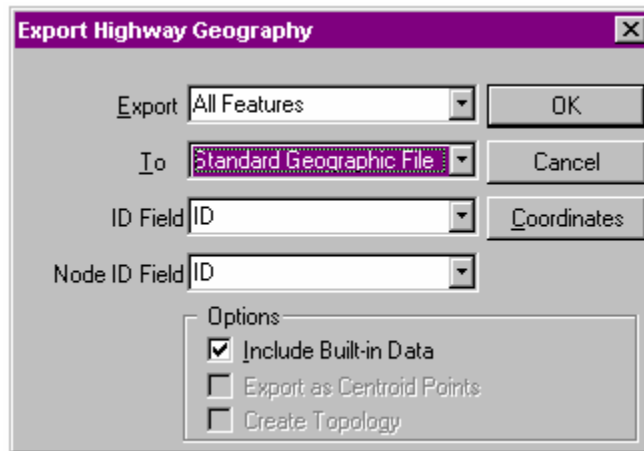 Export Highway Geography
Export All Features OK
To Standard Geographic File Cancel
ID Field ID Coordinates
Node ID Field ID
Options
Include Built-in Data
Export as Centroid Points
Create Topology